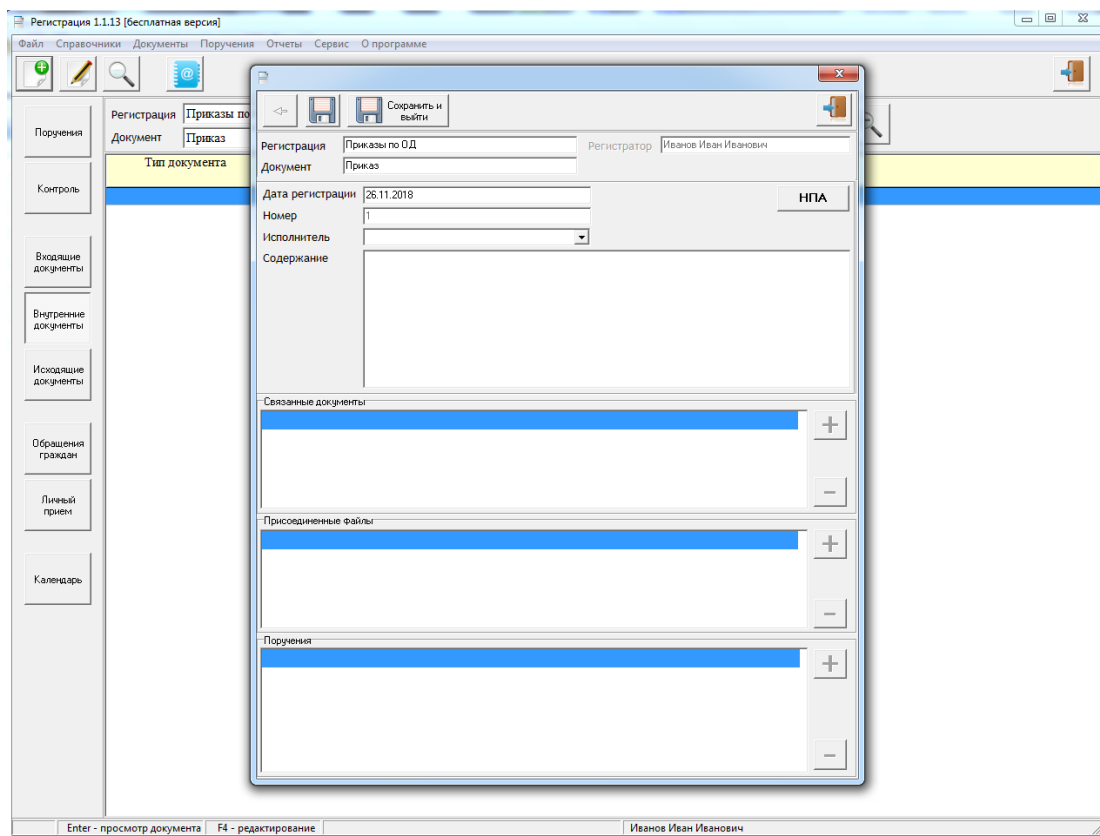 Регистрация 1.1.13 [бесплатная версия]
Файл Справочники Документы Поручения Отчеты Сервис О программе
Регистрация Приказы по
Документ Приказ
Тип документа
Поручения
Контроль
Входящие
документы
Внутренние
документы
Исходящие
документы
Обращения
граждан
Личный
прием
Календарь
Сохранить и
выйти
Регистрация Приказы по ОД Регистратор Иванов Иван Иванович
Документ Приказ
Дата регистрации 26.11.2018 НПА
Номер 1
Исполнитель
Содержание
Связанные документы
Присоединенные файлы
Поручения
Enter - просмотр документа F4 - редактирование Иванов Иван Иванович